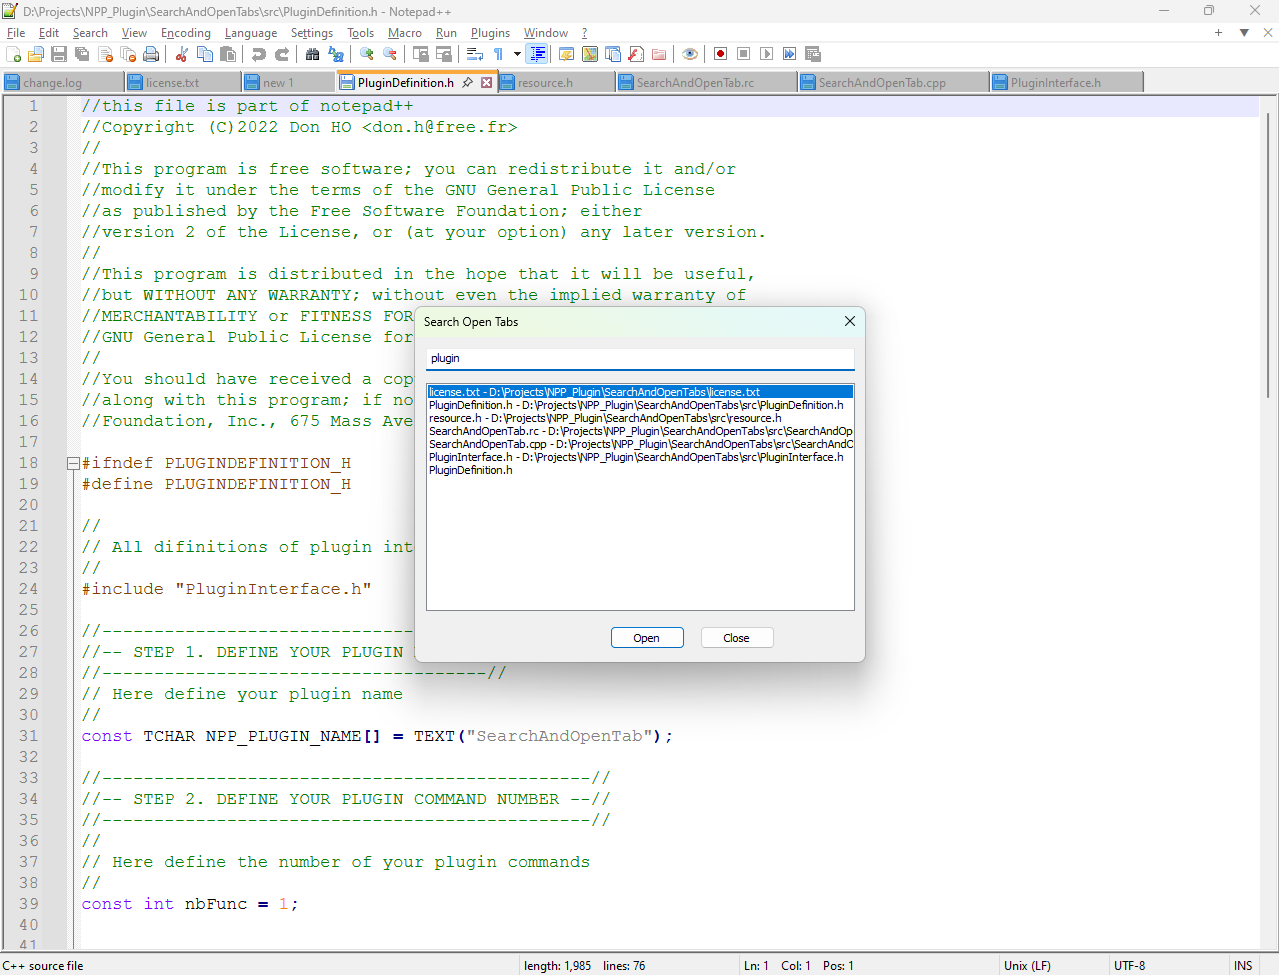 D:\Projects\NPP_Plugin\SearchAndOpenTabs\src\PluginDefinition.h - Notepad++
File Edit Search View Encoding Language Settings Tools Macro Run Plugins Window ?
change.log license.txt new 1 PluginDefinition.h resource.h SearchAndOpenTab.rc SearchAndOpenTab.cpp PluginInterface.h
1 //this file is part of notepad++
2 //Copyright (C)2022 Don HO <don.h@free.fr>
3 //
4 //This program is free software; you can redistribute it and/or
5 //modify it under the terms of the GNU General Public License
6 //as published by the Free Software Foundation; either
7 //version 2 of the License, or (at your option) any later version.
8 //
9 //This program is distributed in the hope that it will be useful,
10 //but WITHOUT ANY WARRANTY; without even the implied warranty of
11 //MERCHANTABILITY or FITNESS FOR
12 //GNU General Public License for
13 //
14 //You should have received a cop
15 //along with this program; if no
16 //Foundation, Inc., 675 Mass Ave
17
18 #ifndef PLUGINDEFINITION_H
19 #define PLUGINDEFINITION_H
20
21 //
22 // All difinitions of plugin int
23 //
24 #include "PluginInterface.h"
25
26 //------------------------------
27 //-- STEP 1. DEFINE YOUR PLUGIN
28 //-------------------------------------//
29 // Here define your plugin name
30 //
31 const TCHAR NPP_PLUGIN_NAME[] = TEXT("SearchAndOpenTab");
32
33 //-----------------------------------------------//
34 //-- STEP 2. DEFINE YOUR PLUGIN COMMAND NUMBER --//
35 //-----------------------------------------------//
36 //
37 // Here define the number of your plugin commands
38 //
39 const int nbFunc = 1;
40
41
Search Open Tabs
plugin
license.txt - D:\Projects\NPP_Plugin\SearchAndOpenTabs\license.txt
PluginDefinition.h - D:\Projects\NPP_Plugin\SearchAndOpenTabs\src\PluginDefinition.h
resource.h - D:\Projects\NPP_Plugin\SearchAndOpenTabs\src\resource.h
SearchAndOpenTab.rc - D:\Projects\NPP_Plugin\SearchAndOpenTabs\src\SearchAndOp
SearchAndOpenTab.cpp - D:\Projects\NPP_Plugin\SearchAndOpenTabs\src\SearchAndC
PluginInterface.h - D:\Projects\NPP_Plugin\SearchAndOpenTabs\src\PluginInterface.h
PluginDefinition.h
Open Close
C++ source file length: 1,985 lines: 76 Ln: 1 Col: 1 Pos: 1 Unix (LF) UTF-8 INS